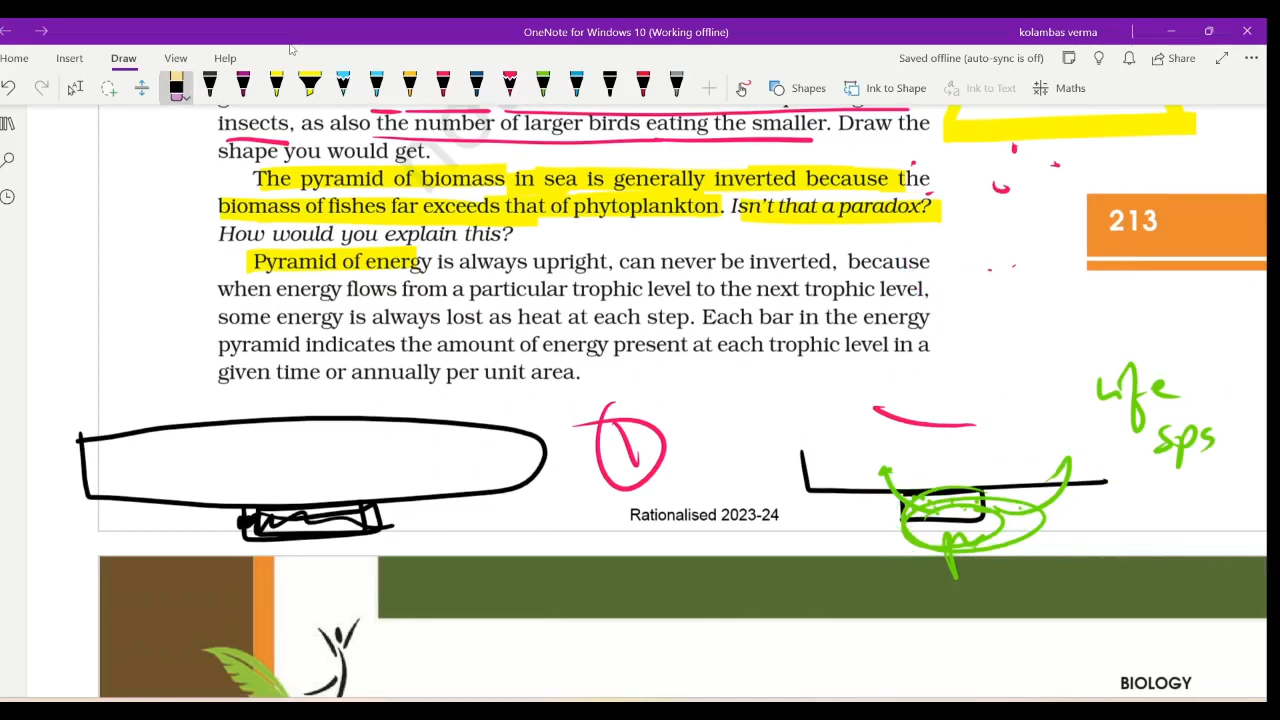 OneNote for Windows 10 (Working offline)
kolambas verma
Home Insert Draw View Help
Saved offline (auto-sync is off)
Share
Shapes Ink to Shape Ink to Text Maths
insects, as also the number of larger birds eating the smaller. Draw the
shape you would get.
The pyramid of biomass in sea is generally inverted because the
biomass of fishes far exceeds that of phytoplankton. Isn't that a paradox?
How would you explain this?
Pyramid of energy is always upright, can never be inverted, because
when energy flows from a particular trophic level to the next trophic level,
some energy is always lost as heat at each step. Each bar in the energy
pyramid indicates the amount of energy present at each trophic level in a
given time or annually per unit area.
213
life
sps
Rationalised 2023-24
BIOLOGY